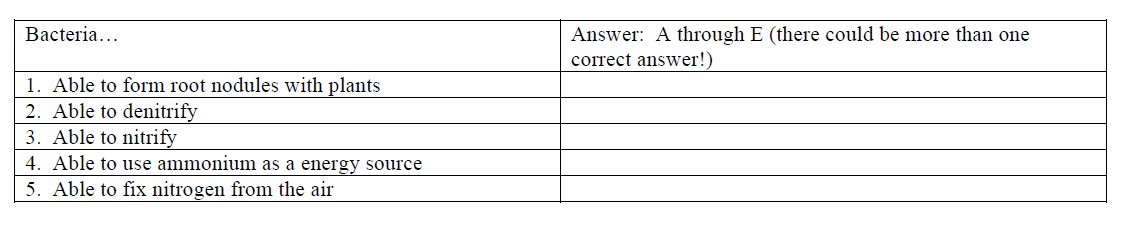 Bacteria…
Answer: A through E (there could be more than one
correct answer!)
1. Able to form root nodules with plants
2. Able to denitrify
3. Able to nitrify
4. Able to use ammonium as a energy source
5. Able to fix nitrogen from the air